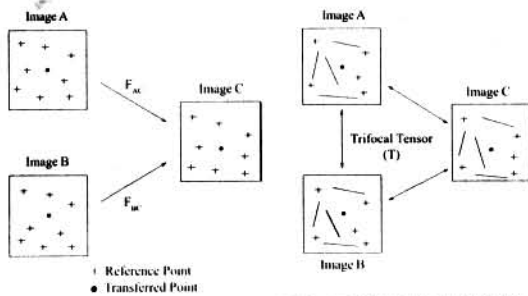 Image A
F_AC
Image C
Image B
F_BC
+ Reference Point
● Transferred Point
Image A
Image C
Trifocal Tensor
(T)
Image B